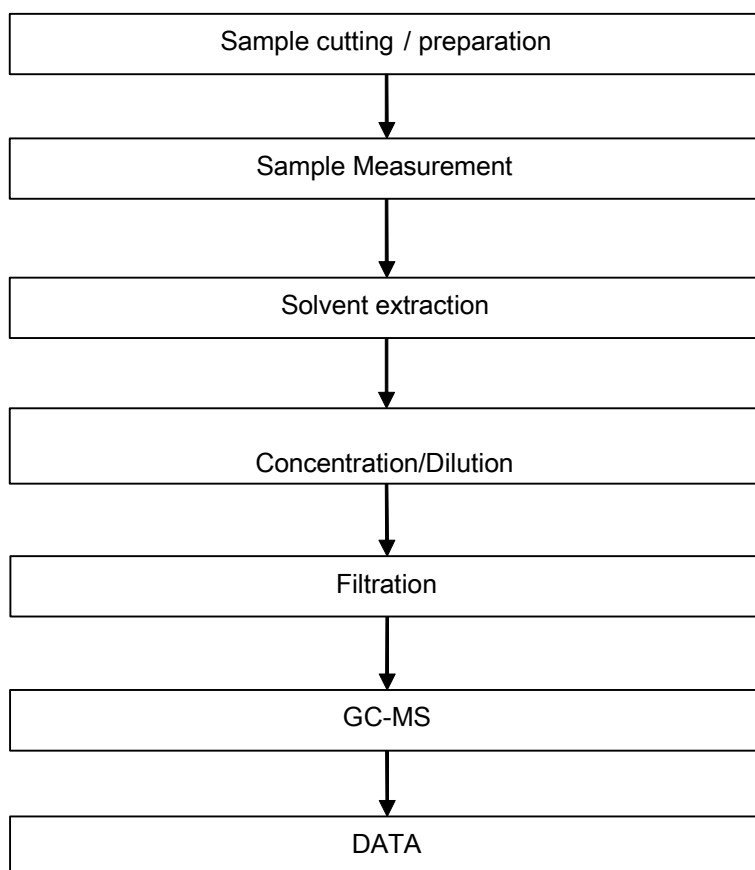 Sample cutting / preparation
Sample Measurement
Solvent extraction
Concentration/Dilution
Filtration
GC-MS
DATA